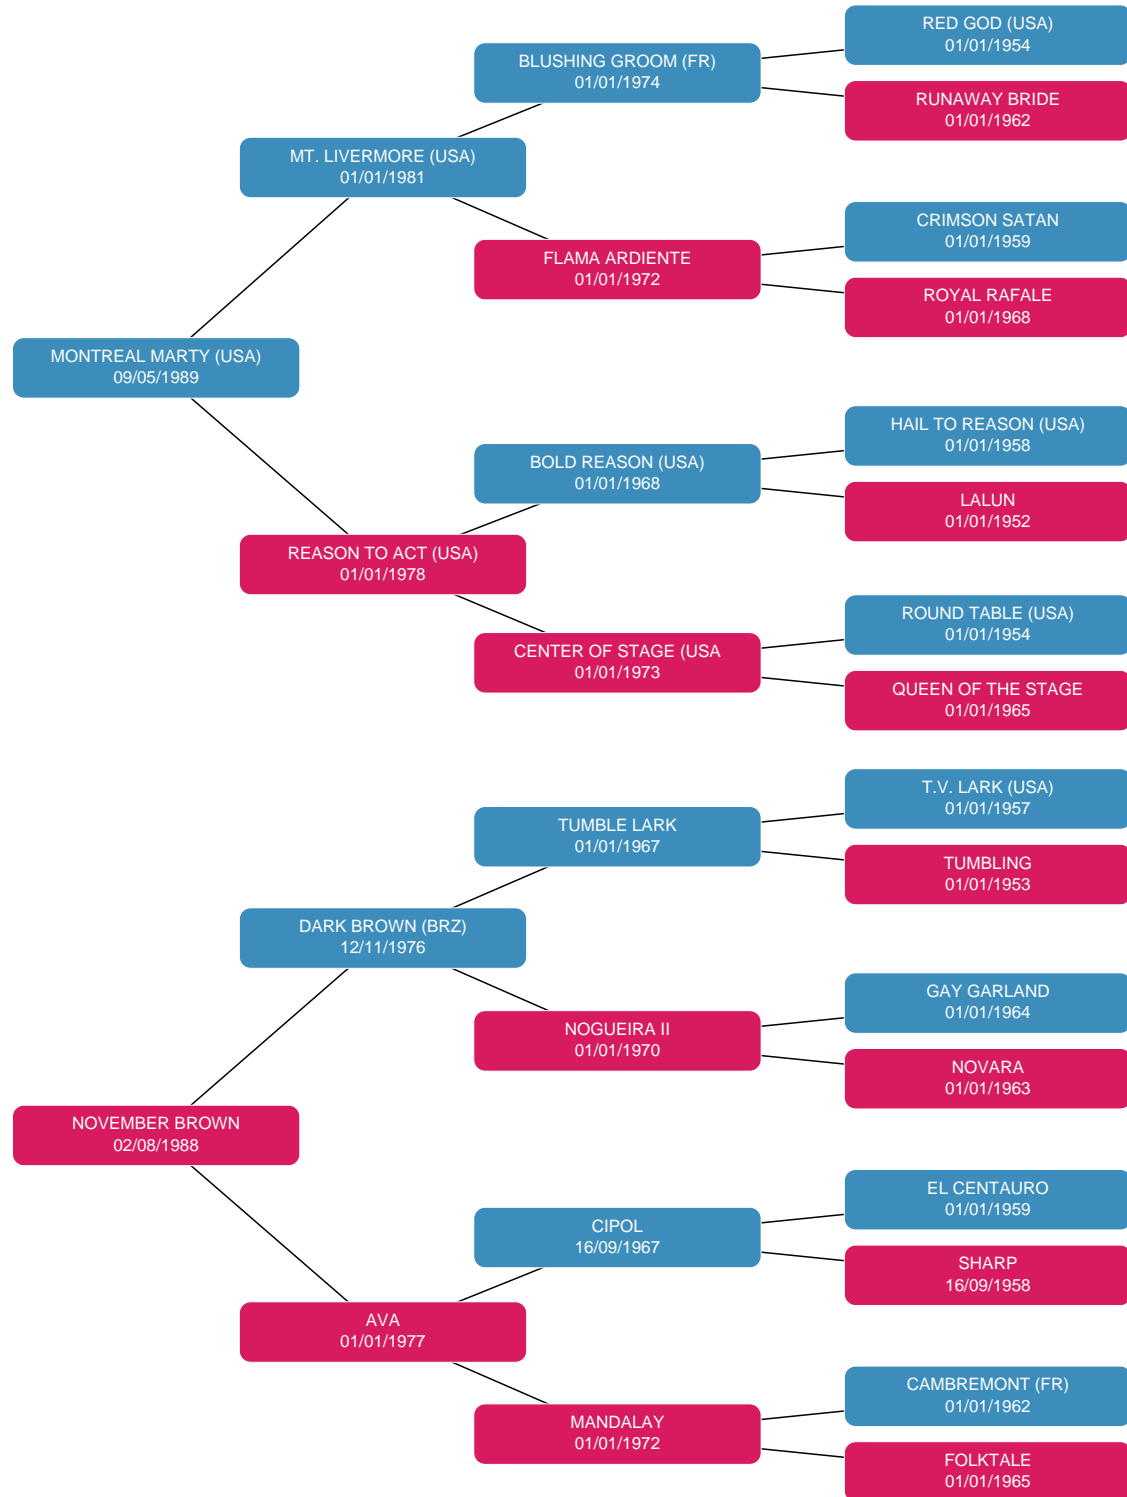 RED GOD (USA)
01/01/1954
BLUSHING GROOM (FR)
01/01/1974
RUNAWAY BRIDE
01/01/1962
MT. LIVERMORE (USA)
01/01/1981
CRIMSON SATAN
01/01/1959
FLAMA ARDIENTE
01/01/1972
ROYAL RAFALE
01/01/1968
MONTREAL MARTY (USA)
09/05/1989
HAIL TO REASON (USA)
01/01/1958
BOLD REASON (USA)
01/01/1968
LALUN
01/01/1952
REASON TO ACT (USA)
01/01/1978
ROUND TABLE (USA)
01/01/1954
CENTER OF STAGE (USA
01/01/1973
QUEEN OF THE STAGE
01/01/1965
T.V. LARK (USA)
01/01/1957
TUMBLE LARK
01/01/1967
TUMBLING
01/01/1953
DARK BROWN (BRZ)
12/11/1976
GAY GARLAND
01/01/1964
NOGUEIRA II
01/01/1970
NOVARA
01/01/1963
NOVEMBER BROWN
02/08/1988
EL CENTAURO
01/01/1959
CIPOL
16/09/1967
SHARP
16/09/1958
AVA
01/01/1977
CAMBREMONT (FR)
01/01/1962
MANDALAY
01/01/1972
FOLKTALE
01/01/1965